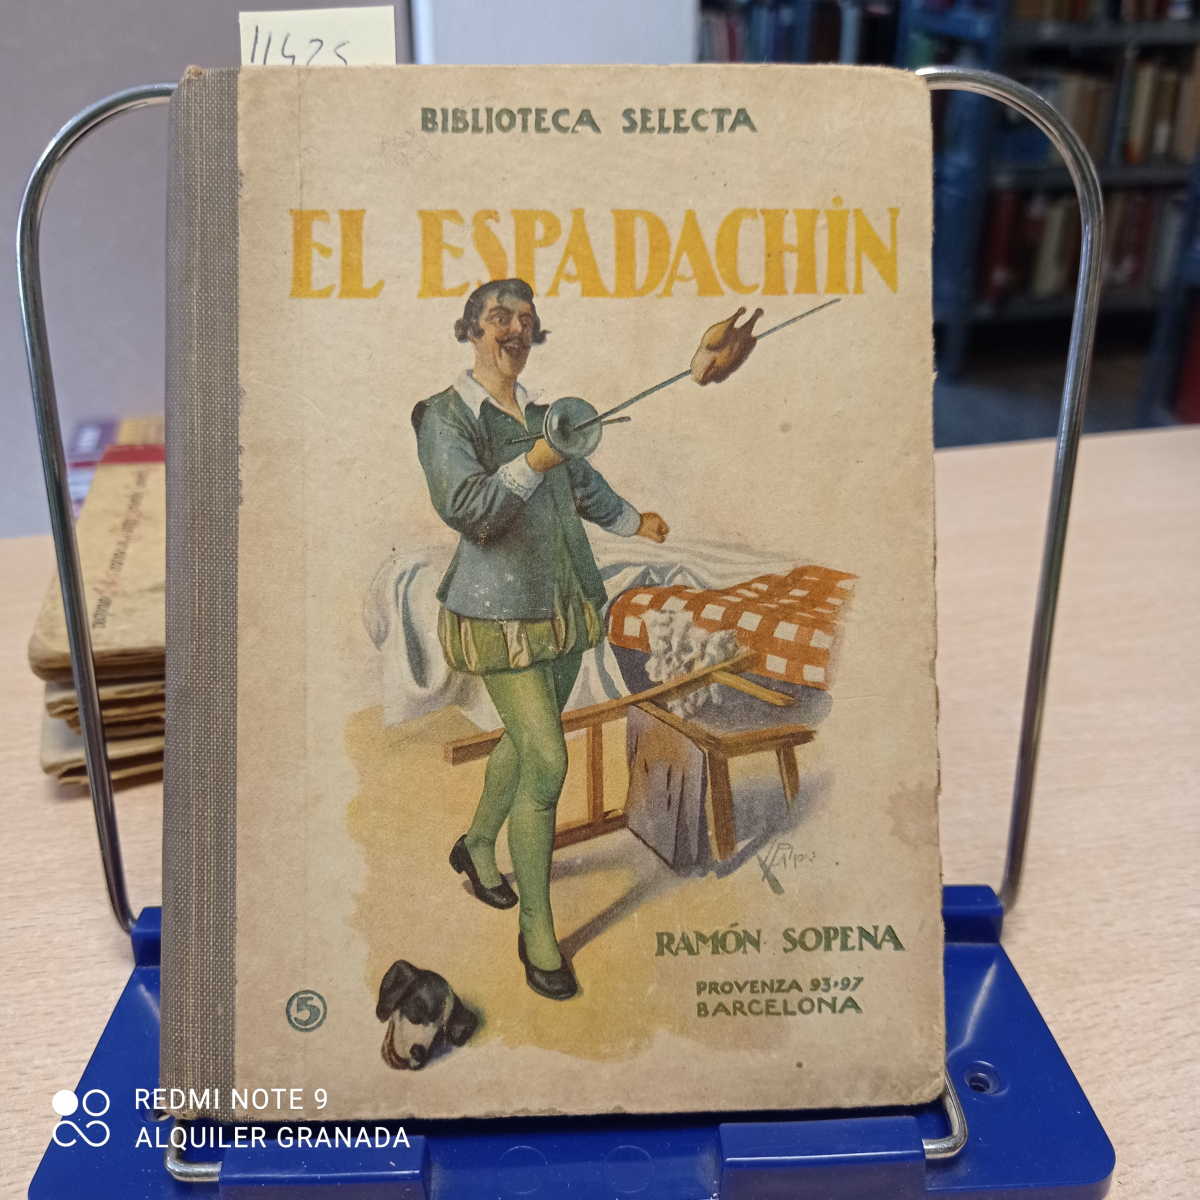 11425
BIBLIOTECA SELECTA
EL ESPADACHÍN
RAMÓN SOPENA
PROVENZA 93-97
BARCELONA
5
REDMI NOTE 9
ALQUILER GRANADA